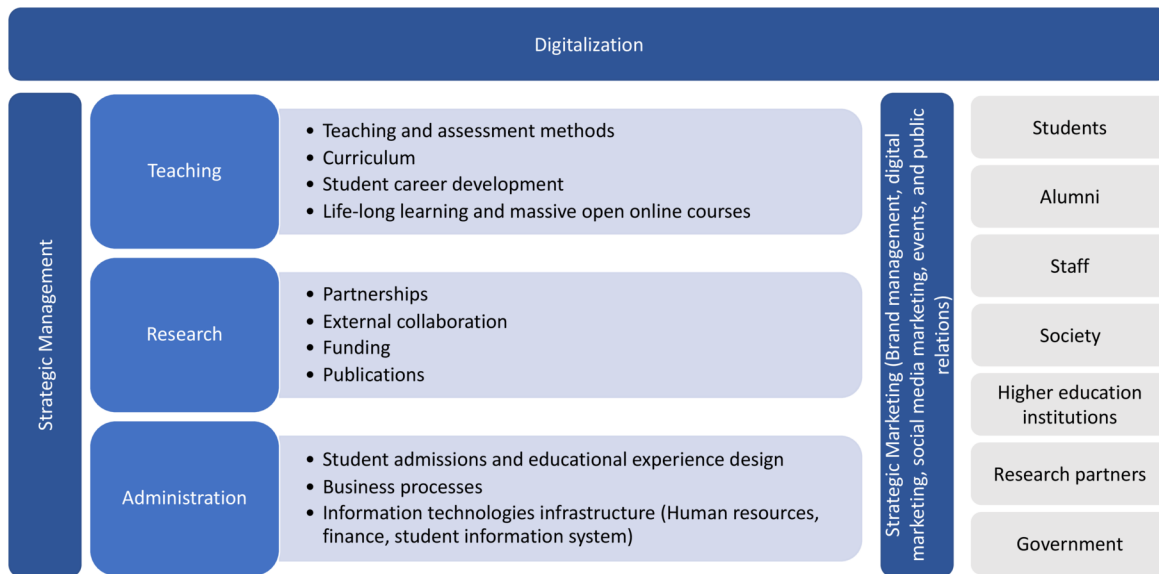 Digitalization
Strategic Management
Teaching
• Teaching and assessment methods
• Curriculum
• Student career development
• Life-long learning and massive open online courses
Research
• Partnerships
• External collaboration
• Funding
• Publications
Administration
• Student admissions and educational experience design
• Business processes
• Information technologies infrastructure (Human resources,
finance, student information system)
Strategic Marketing (Brand management, digital
marketing, social media marketing, events, and public
relations)
Students
Alumni
Staff
Society
Higher education
institutions
Research partners
Government